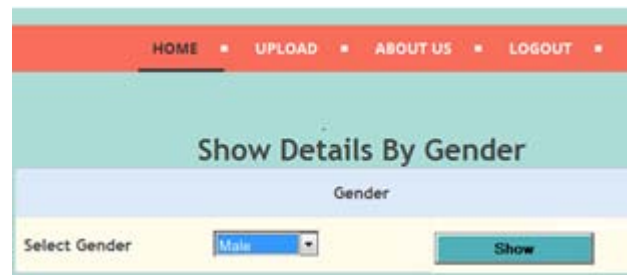 HOME UPLOAD ABOUT US LOGOUT
Show Details By Gender
Gender
Select Gender Male Show